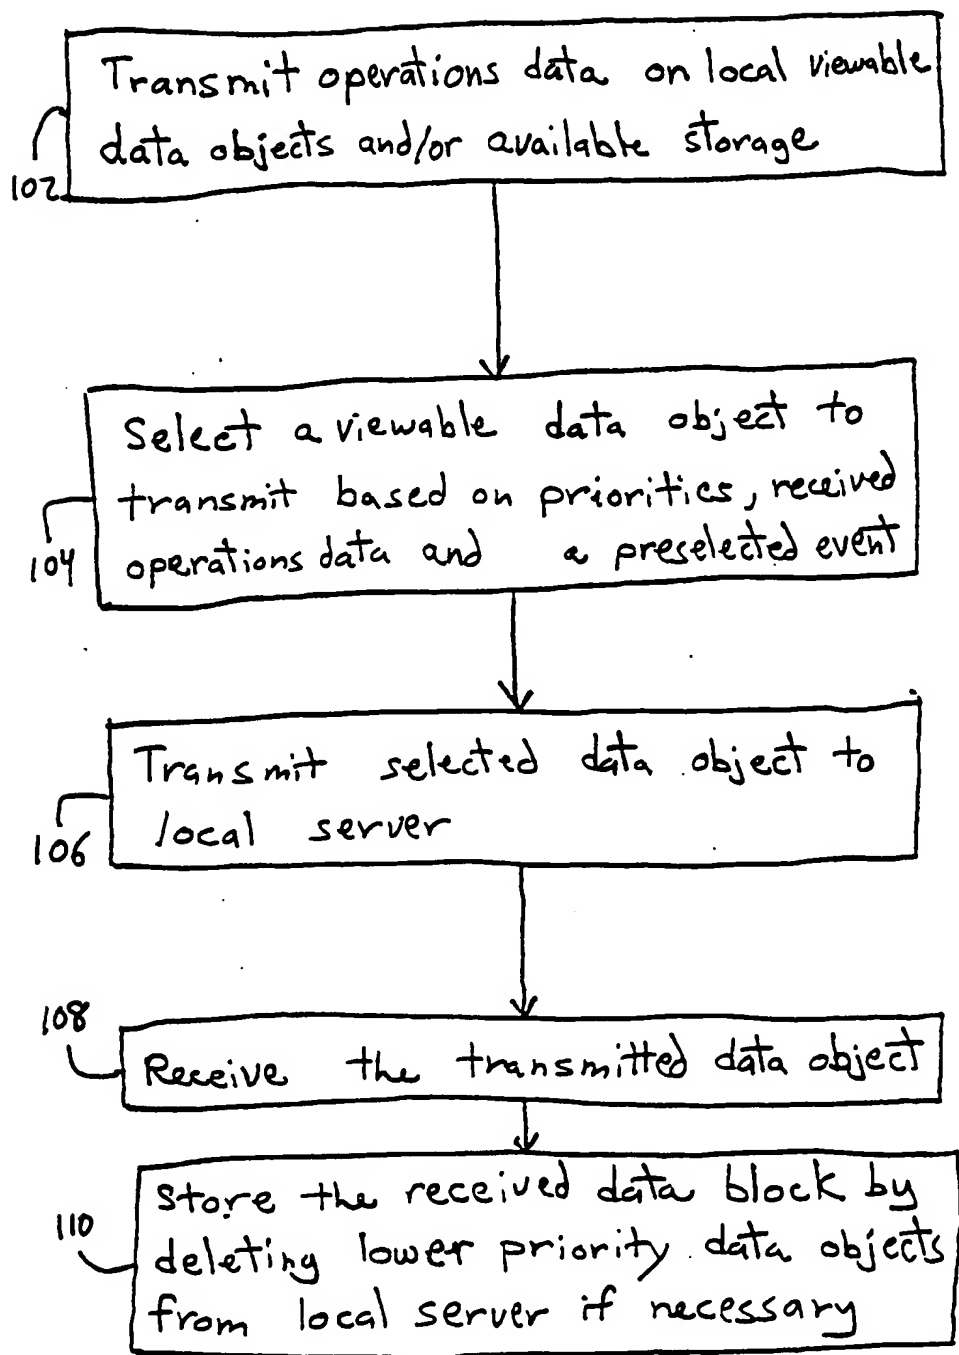 Transmit operations data on local viewable
data objects and/or available storage
102
Select a viewable data object to
transmit based on priorities, received
operations data and a preselected event
104
Transmit selected data object to
local server
106
108
Receive the transmitted data object
Store the received data block by
110
deleting lower priority data objects
from local server if necessary